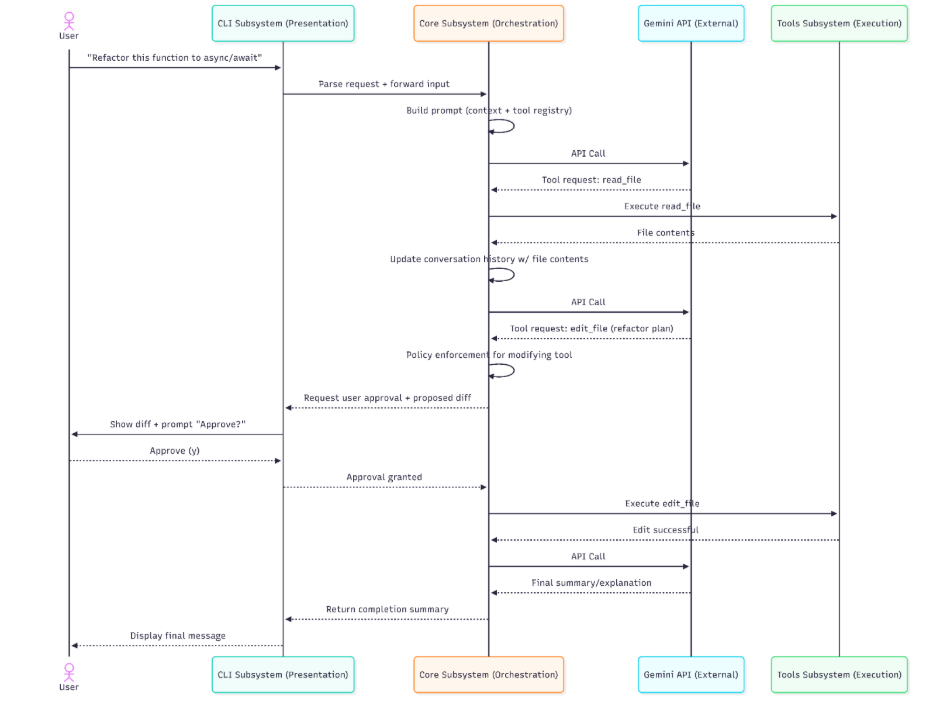 User
CLI Subsystem (Presentation)
Core Subsystem (Orchestration)
Gemini API (External)
Tools Subsystem (Execution)
"Refactor this function to async/await"
Parse request + forward input
Build prompt (context + tool registry)
API Call
Tool request: read_file
Execute read_file
File contents
Update conversation history w/ file contents
API Call
Tool request: edit_file (refactor plan)
Policy enforcement for modifying tool
Request user approval + proposed diff
Show diff + prompt "Approve?"
Approve (y)
Approval granted
Execute edit_file
Edit successful
API Call
Final summary/explanation
Return completion summary
Display final message
User
CLI Subsystem (Presentation)
Core Subsystem (Orchestration)
Gemini API (External)
Tools Subsystem (Execution)